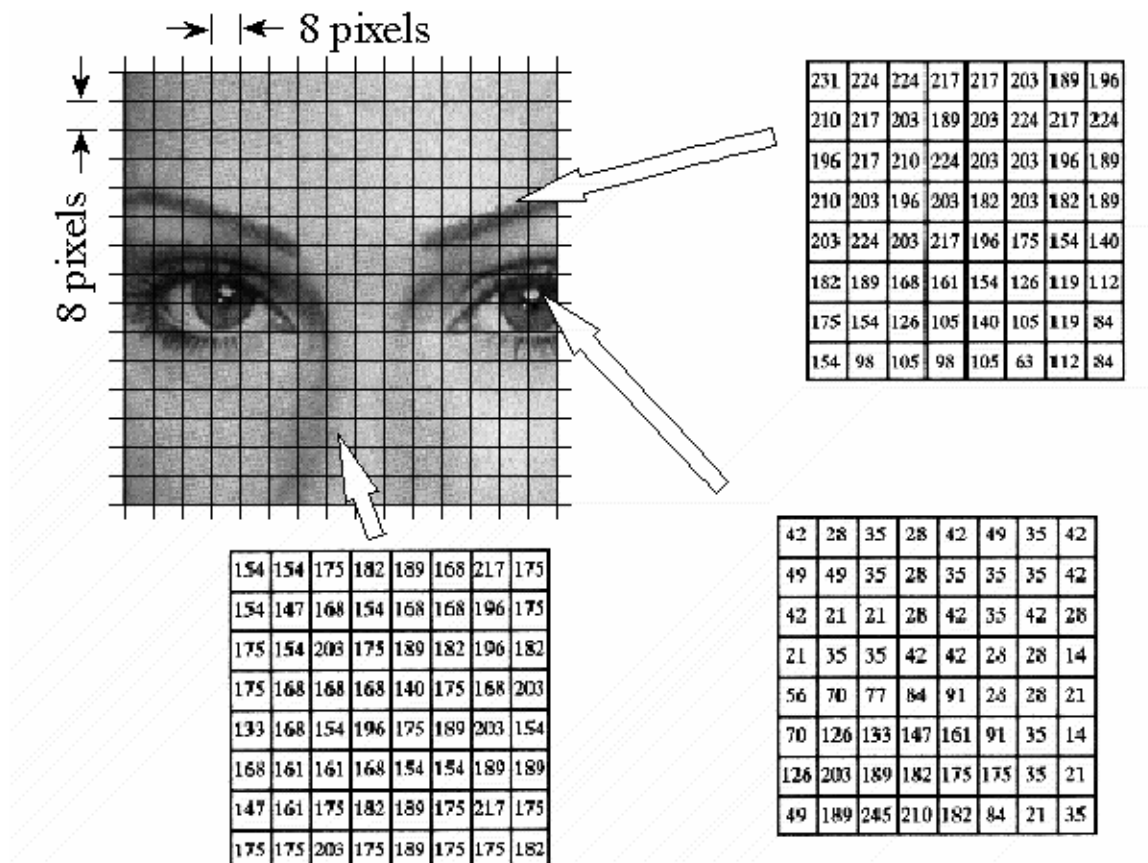 8 pixels
8 pixels
231 224 224 217 217 203 189 196
210 217 203 189 203 224 217 224
196 217 210 224 203 203 196 189
210 203 196 203 182 203 182 189
203 224 203 217 196 175 154 140
182 189 168 161 154 126 119 112
175 154 126 105 140 105 119 84
154 98 105 98 105 63 112 84
42 28 35 28 42 49 35 42
49 49 35 28 35 35 35 42
42 21 21 28 42 35 42 28
21 35 35 42 42 28 28 14
56 70 77 84 91 28 28 21
70 126 133 147 161 91 35 14
126 203 189 182 175 175 35 21
49 189 245 210 182 84 21 35
154 154 175 182 189 168 217 175
154 147 168 154 168 168 196 175
175 154 203 175 189 182 196 182
175 168 168 168 140 175 168 203
133 168 154 196 175 189 203 154
168 161 161 168 154 154 189 189
147 161 175 182 189 175 217 175
175 175 203 175 189 175 175 182